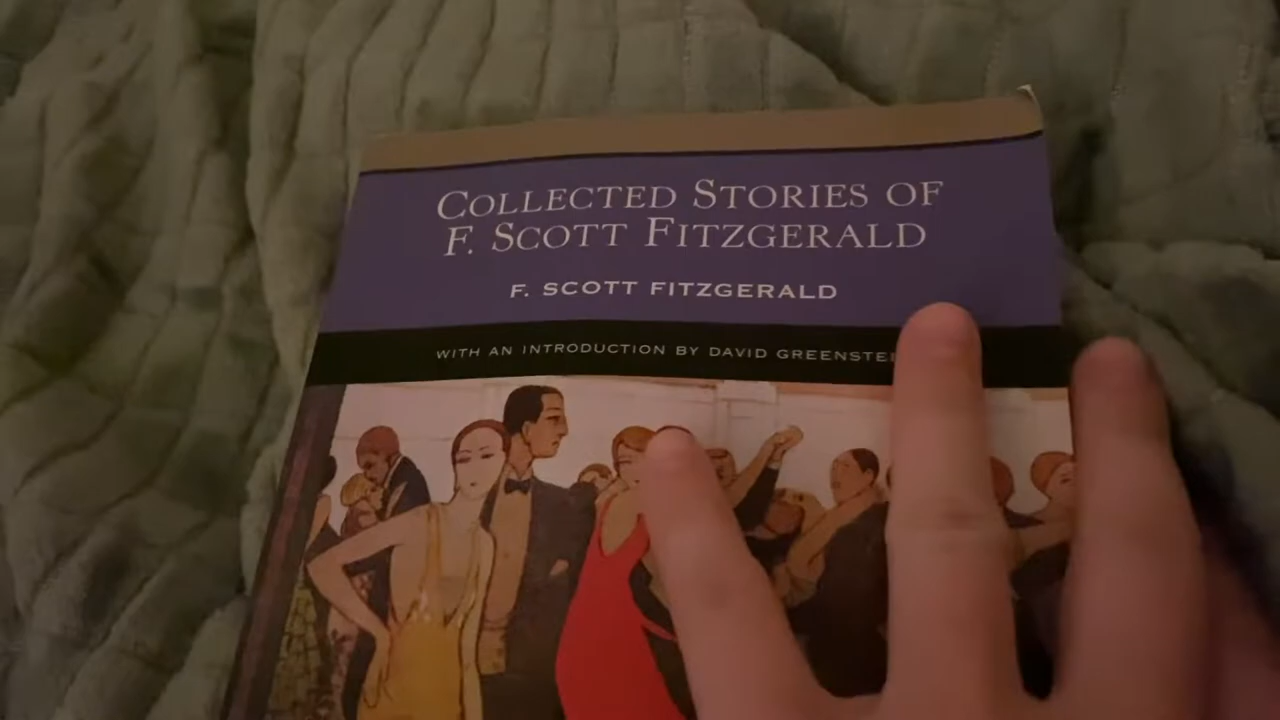 COLLECTED STORIES OF
F. SCOTT FITZGERALD
F. SCOTT FITZGERALD
WITH AN INTRODUCTION BY DAVID